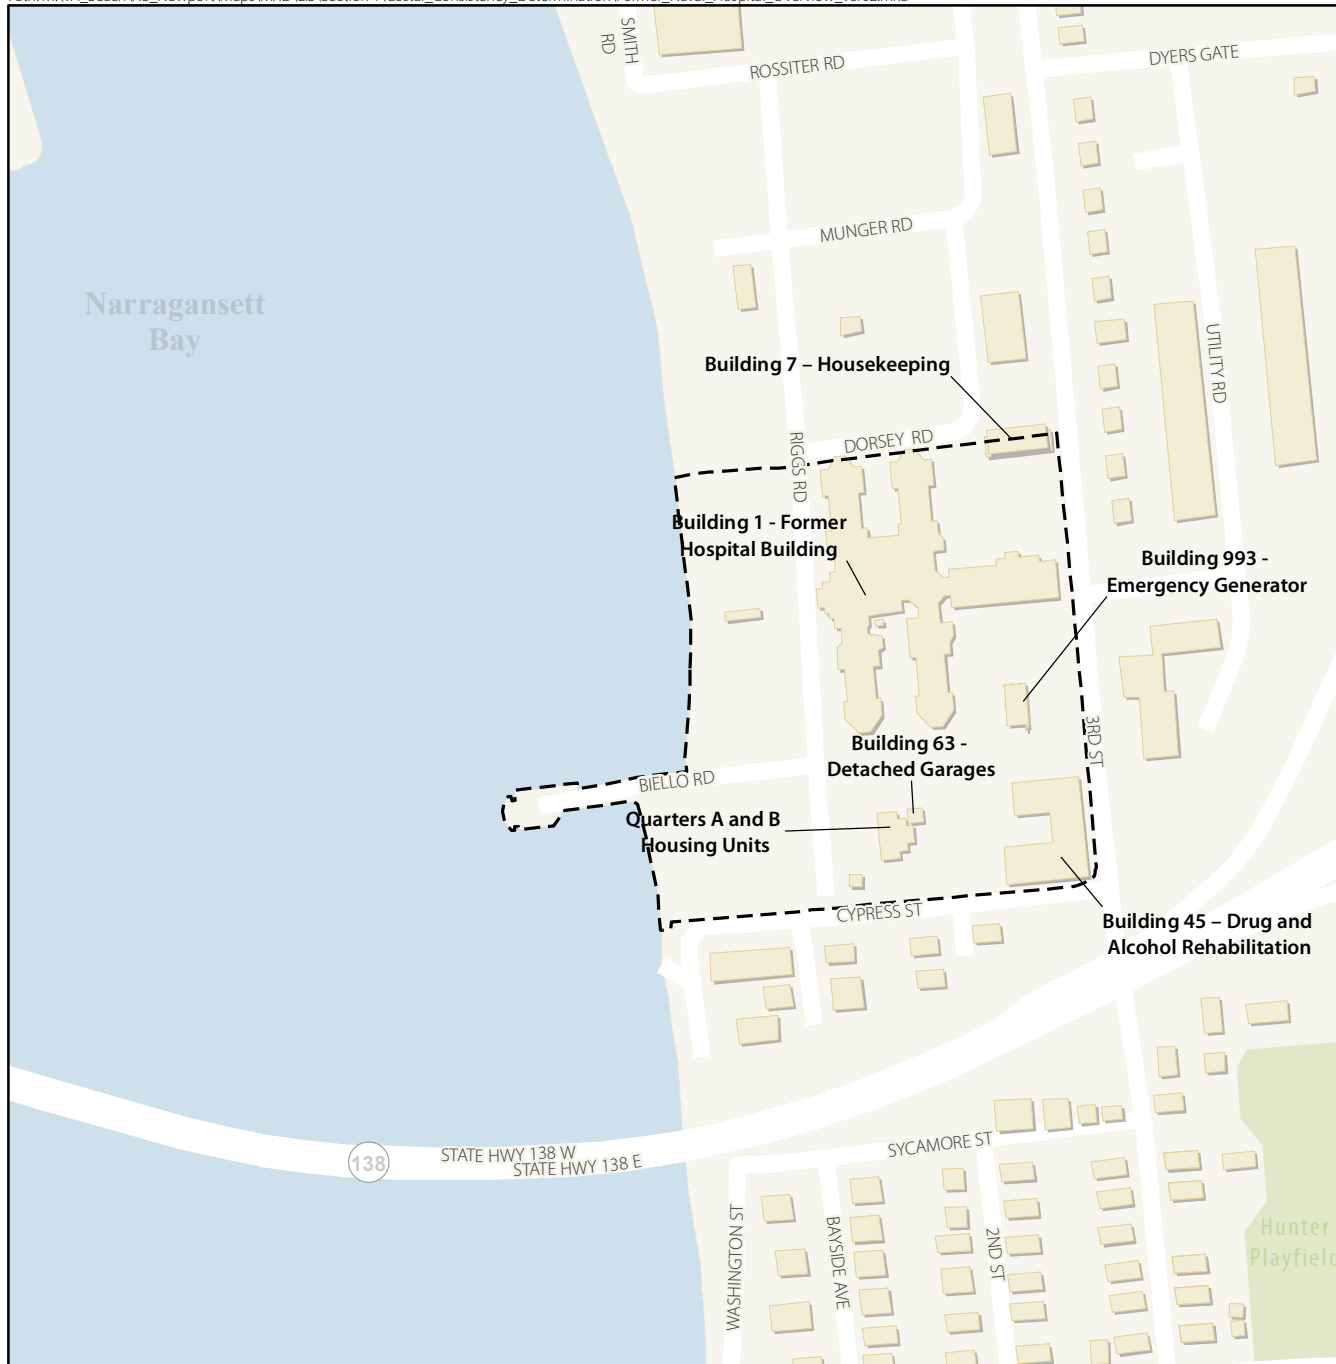 SMITH
RD
ROSSITER RD
DYERS GATE
MUNGER RD
Narragansett
Bay
UTILITY RD
Building 7 – Housekeeping
DORSEY RD
RIGGS RD
Building 1 - Former
Hospital Building
Building 993 -
Emergency Generator
3RD ST
Building 63 -
Detached Garages
BIELLO RD
Quarters A and B
Housing Units
CYPRESS ST
Building 45 – Drug and
Alcohol Rehabilitation
138
STATE HWY 138 W
STATE HWY 138 E
SYCAMORE ST
WASHINGTON ST
BAYSIDE AVE
2ND ST
Hunter
Playfield